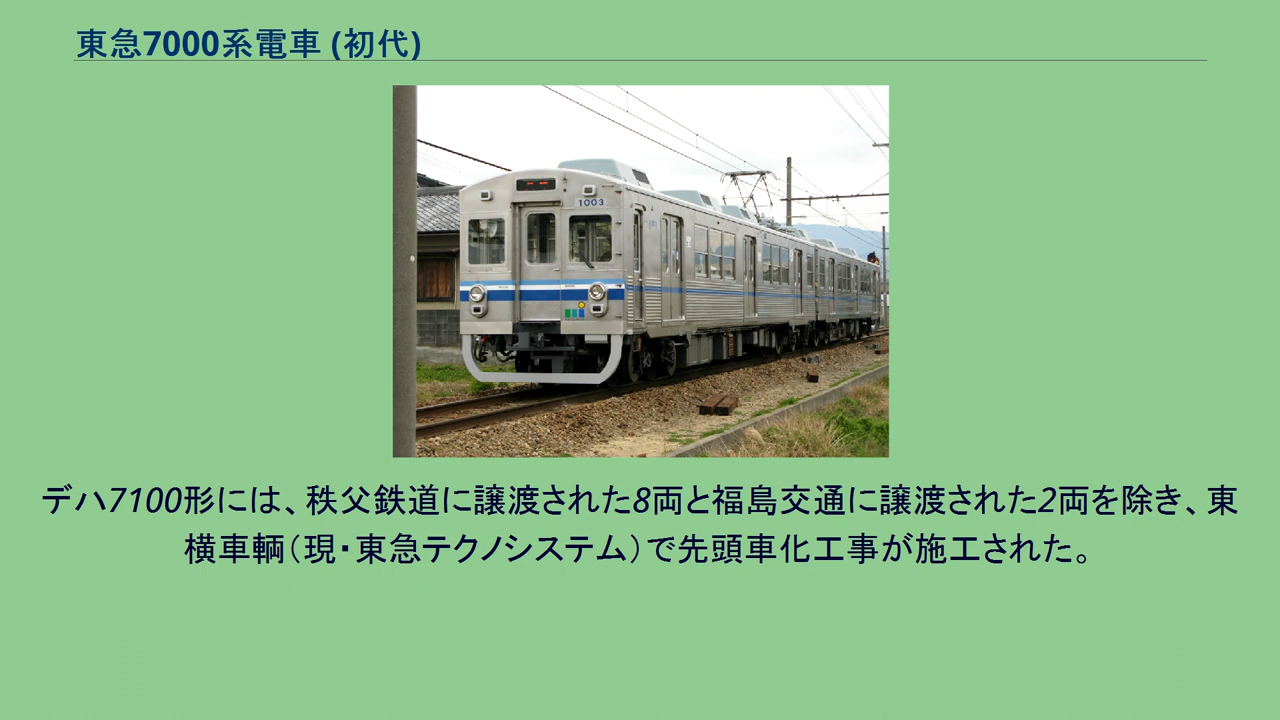 東急7000系電車 (初代)
1003
デハ7100形には、秩父鉄道に譲渡された8両と福島交通に譲渡された2両を除き、東
横車輌（現・東急テクノシステム）で先頭車化工事が施工された。